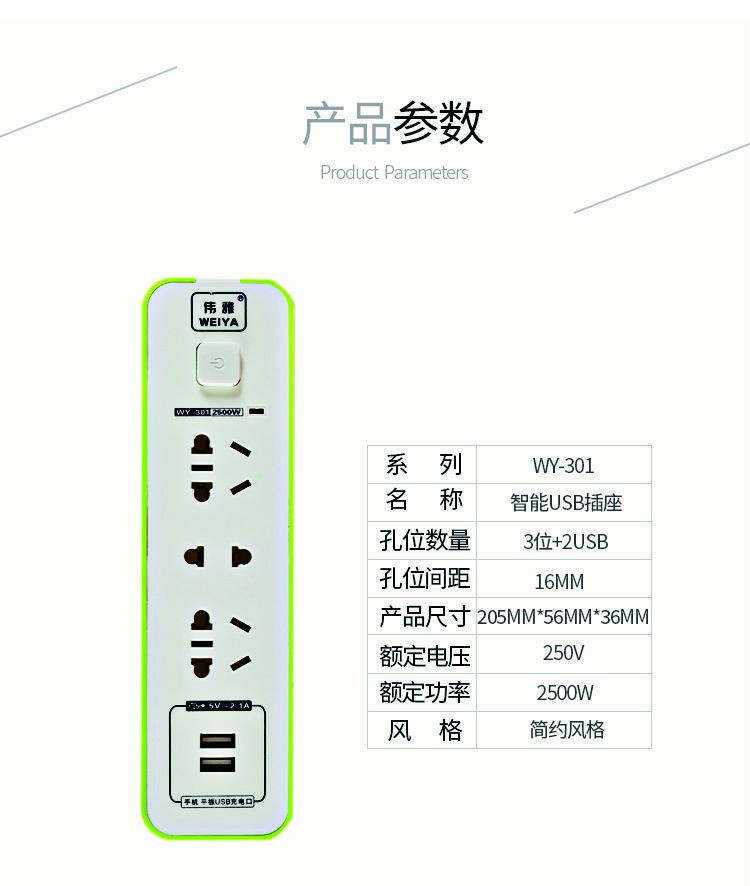 产品参数
Product Parameters
伟雅®
WEIYA
WY-301 2500W
5V⎓2.1A
手机 平板USB充电口
系 列 WY-301
名 称 智能USB插座
孔位数量 3位+2USB
孔位间距 16MM
产品尺寸 205MM*56MM*36MM
额定电压 250V
额定功率 2500W
风 格 简约风格